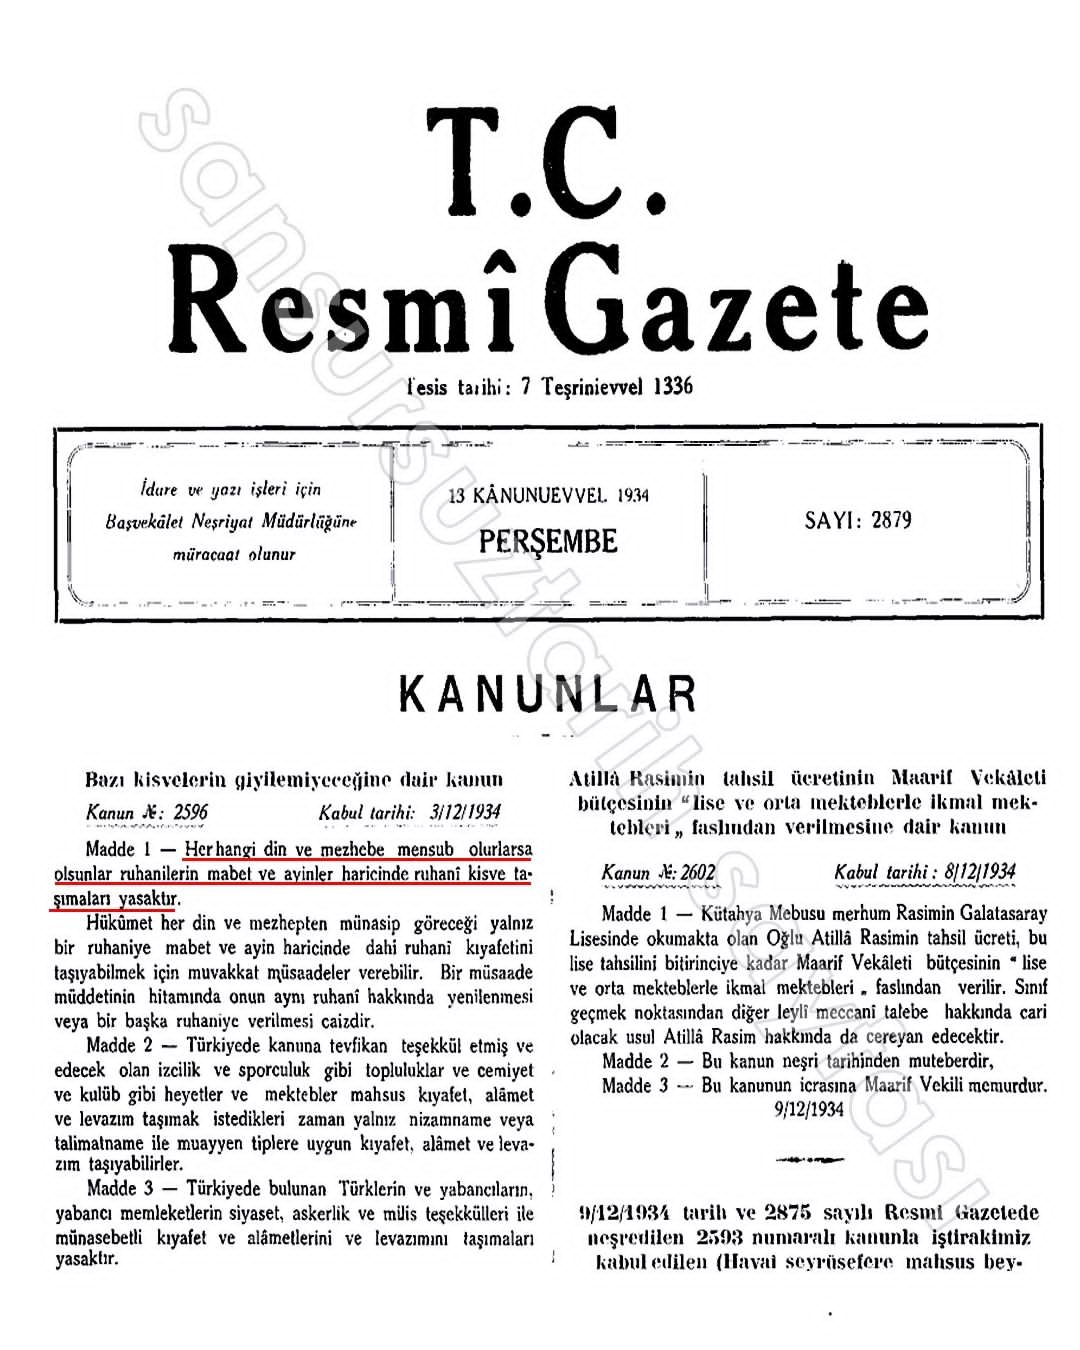 T.C.
Resmî Gazete
Tesis tarihi: 7 Teşrinievvel 1336
İdare ve yazı işleri için
Başvekâlet Neşriyat Müdürlüğüne
müracaat olunur
13 KÂNUNUEVVEL 1934
PERŞEMBE
SAYI: 2879
KANUNLAR
Bazı kisvelerin giyilemiyeceğine dair kanun
Kanun №: 2596 Kabul tarihi: 3/12/1934
Madde 1 — Herhangi din ve mezhebe mensub olurlarsa
olsunlar ruhanilerin mabet ve ayinler haricinde ruhanî kisve ta-
şımaları yasaktır.
Hükûmet her din ve mezhepten münasip göreceği yalnız
bir ruhaniye mabet ve ayin haricinde dahi ruhanî kıyafetini
taşıyabilmek için muvakkat müsaadeler verebilir. Bir müsaade
müddetinin hitamında onun aynı ruhanî hakkında yenilenmesi
veya bir başka ruhaniye verilmesi caizdir.
Madde 2 — Türkiyede kanuna tevfikan teşekkül etmiş ve
edecek olan izcilik ve sporculuk gibi topluluklar ve cemiyet
ve kulüb gibi heyetler ve mektebler mahsus kıyafet, alâmet
ve levazım taşımak istedikleri zaman yalnız nizamname veya
talimatname ile muayyen tiplere uygun kıyafet, alâmet ve leva-
zım taşıyabilirler.
Madde 3 — Türkiyede bulunan Türklerin ve yabancıların,
yabancı memleketlerin siyaset, askerlik ve milis teşekkülleri ile
münasebetli kıyafet ve alâmetlerini ve levazımını taşımaları
yasaktır.
Atillâ Rasimin tahsil ücretinin Maarif Vekâleti
bütçesinin "lise ve orta mekteblerle ikmal mek-
tebleri„ faslından verilmesine dair kanun
Kanun №: 2602 Kabul tarihi : 8/12/1934
Madde 1 — Kütahya Mebusu merhum Rasimin Galatasaray
Lisesinde okumakta olan Oğlu Atillâ Rasimin tahsil ücreti, bu
lise tahsilini bitirinciye kadar Maarif Vekâleti bütçesinin "lise
ve orta mekteblerle ikmal mektebleri„ faslından verilir. Sınıf
geçmek noktasından diğer leylî meccanî talebe hakkında cari
olacak usul Atillâ Rasim hakkında da cereyan edecektir.
Madde 2 — Bu kanun neşri tarihinden muteberdir,
Madde 3 — Bu kanunun icrasına Maarif Vekili memurdur.
9/12/1934
9/12/1934 tarih ve 2875 sayılı Resmî Gazetede
neşredilen 2593 numaralı kanunla iştirakimiz
kabul edilen (Havai seyrüsefere mahsus bey-
sansursuztarih sayfası